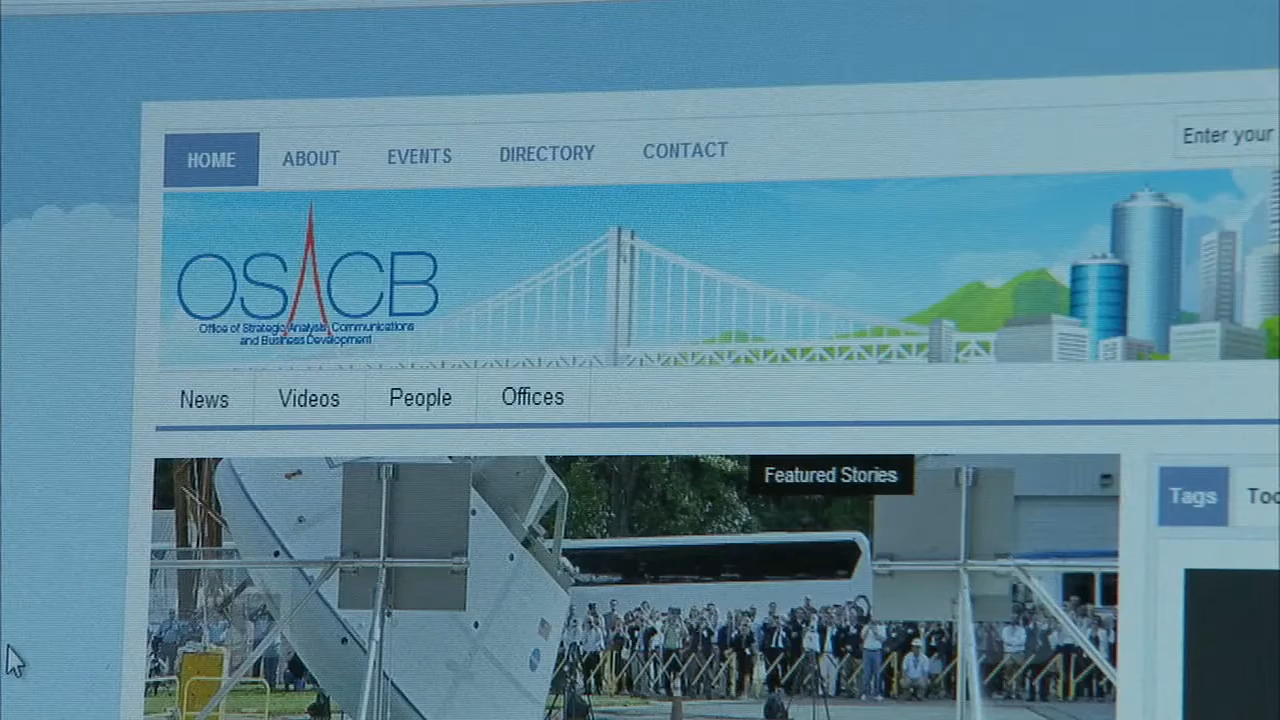 HOME ABOUT EVENTS DIRECTORY CONTACT
Enter your
OSACB
Office of Strategic Analysis, Communications
and Business Development
News Videos People Offices
Featured Stories
Tags Too